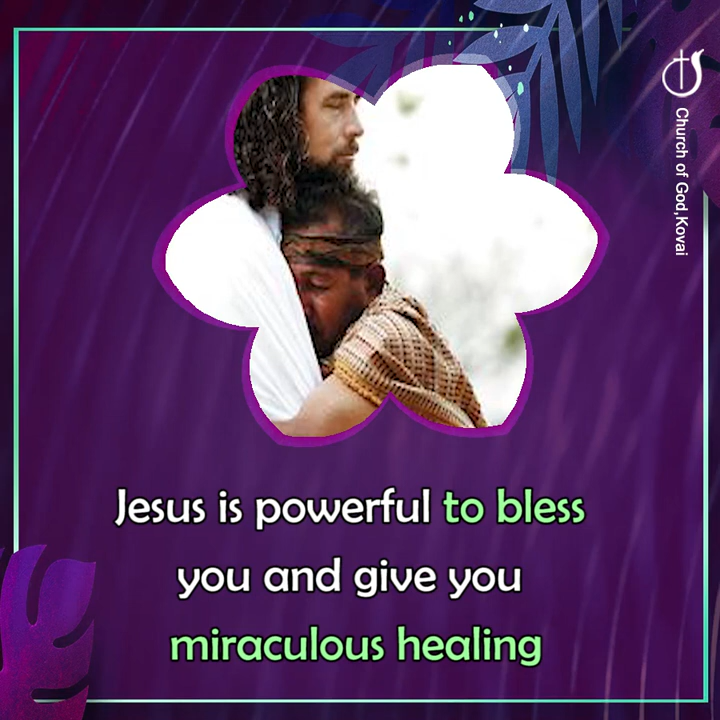 Church of God,Kovai
Jesus is powerful to bless
you and give you
miraculous healing